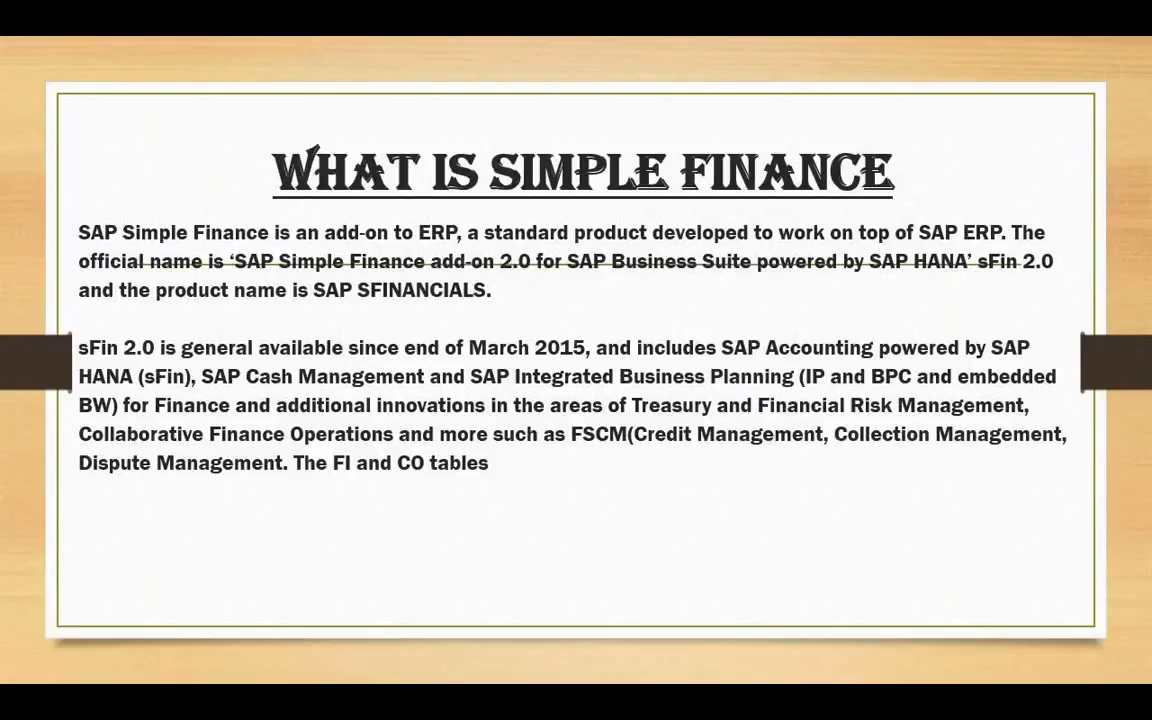 WHAT IS SIMPLE FINANCE
SAP Simple Finance is an add-on to ERP, a standard product developed to work on top of SAP ERP. The
official name is ‘SAP Simple Finance add-on 2.0 for SAP Business Suite powered by SAP HANA’ sFin 2.0
and the product name is SAP SFINANCIALS.
sFin 2.0 is general available since end of March 2015, and includes SAP Accounting powered by SAP
HANA (sFin), SAP Cash Management and SAP Integrated Business Planning (IP and BPC and embedded
BW) for Finance and additional innovations in the areas of Treasury and Financial Risk Management,
Collaborative Finance Operations and more such as FSCM(Credit Management, Collection Management,
Dispute Management. The FI and CO tables